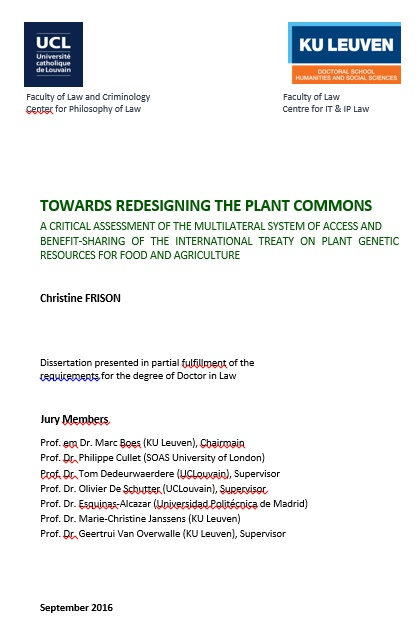 UCL
Université
catholique
de Louvain
KU LEUVEN
DOCTORAL SCHOOL
HUMANITIES AND SOCIAL SCIENCES
Faculty of Law and Criminology
Center for Philosophy of Law
Faculty of Law
Centre for IT & IP Law
TOWARDS REDESIGNING THE PLANT COMMONS
A CRITICAL ASSESSMENT OF THE MULTILATERAL SYSTEM OF ACCESS AND
BENEFIT-SHARING OF THE INTERNATIONAL TREATY ON PLANT GENETIC
RESOURCES FOR FOOD AND AGRICULTURE
Christine FRISON
Dissertation presented in partial fulfillment of the
requirements for the degree of Doctor in Law
Jury Members
Prof. em Dr. Marc Boes (KU Leuven), Chairmain
Prof. Dr. Philippe Cullet (SOAS University of London)
Prof. Dr. Tom Dedeurwaerdere (UCLouvain), Supervisor
Prof. Dr. Olivier De Schutter (UCLouvain), Supervisor
Prof. Dr. Esquinas-Alcazar (Universidad Politécnica de Madrid)
Prof. Dr. Marie-Christine Janssens (KU Leuven)
Prof. Dr. Geertrui Van Overwalle (KU Leuven), Supervisor
September 2016